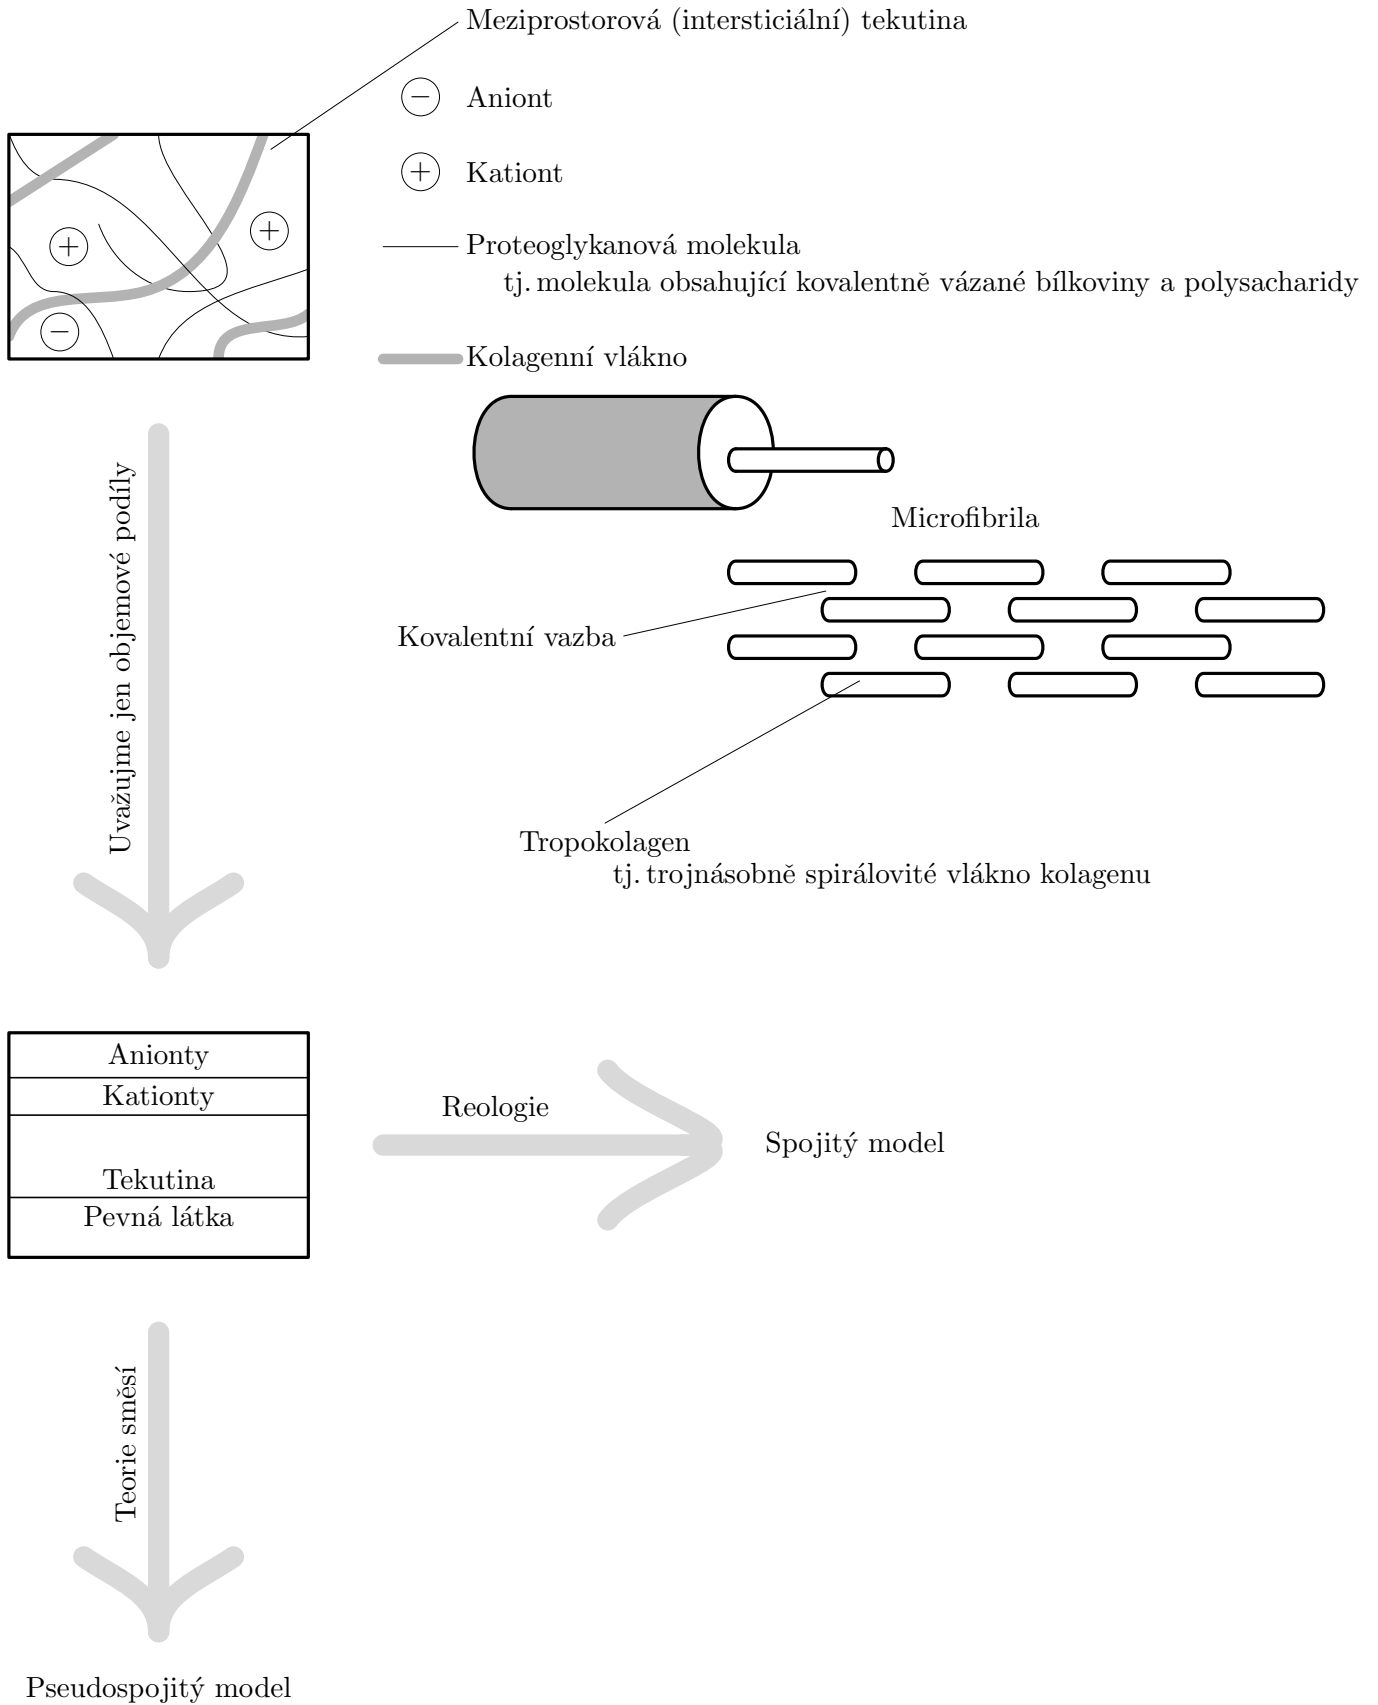 Meziprostorová (intersticiální) tekutina
− Aniont
+ Kationt
+
+
−
Proteoglykanová molekula
tj. molekula obsahující kovalentně vázané bílkoviny a polysacharidy
Kolagenní vlákno
Microfibrila
Kovalentní vazba
Tropokolagen
tj. trojnásobně spirálovité vlákno kolagenu
Uvažujme jen objemové podíly
Anionty
Kationty
Tekutina
Pevná látka
Reologie
Spojitý model
Teorie směsí
Pseudospojitý model